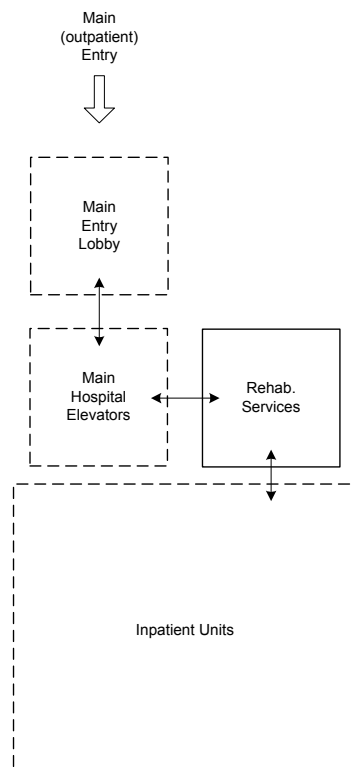 Main
(outpatient)
Entry
Main
Entry
Lobby
Main
Hospital
Elevators
Rehab.
Services
Inpatient Units